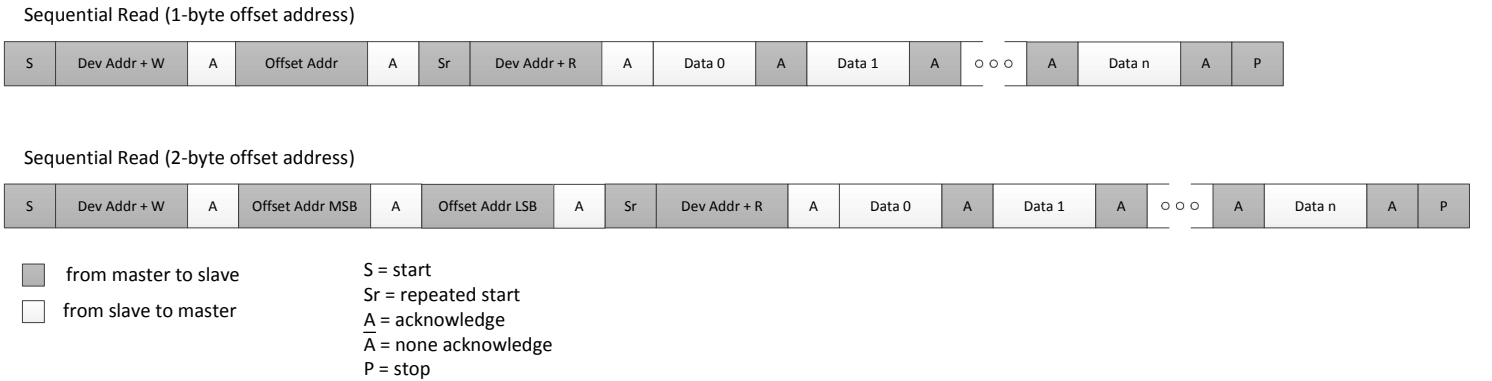 Sequential Read (1-byte offset address)
S Dev Addr + W A Offset Addr A Sr Dev Addr + R A Data 0 A Data 1 A ○ ○ ○ A Data n A P
Sequential Read (2-byte offset address)
S Dev Addr + W A Offset Addr MSB A Offset Addr LSB A Sr Dev Addr + R A Data 0 A Data 1 A ○ ○ ○ A Data n A P
from master to slave
from slave to master
S = start
Sr = repeated start
A = acknowledge
A̅ = none acknowledge
P = stop